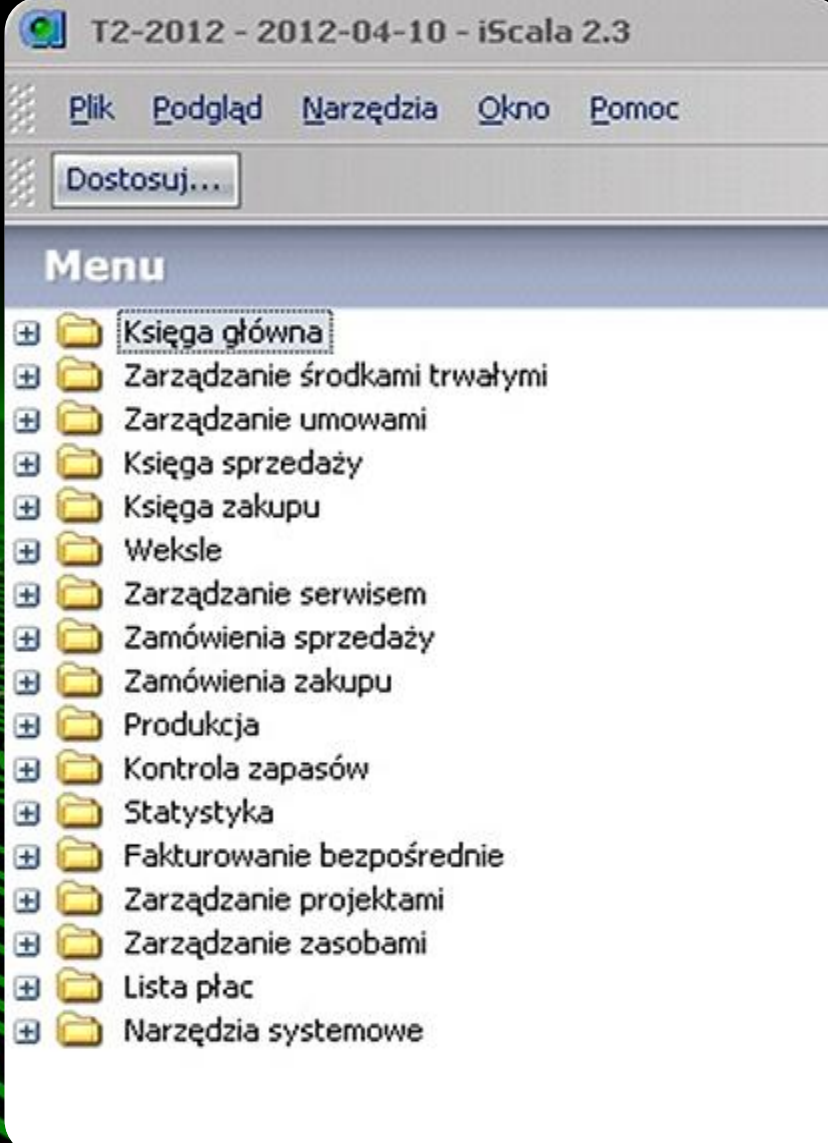 T2-2012 - 2012-04-10 - iScala 2.3
Plik Podgląd Narzędzia Okno Pomoc
Dostosuj...
Menu
Księga główna
Zarządzanie środkami trwałymi
Zarządzanie umowami
Księga sprzedaży
Księga zakupu
Weksle
Zarządzanie serwisem
Zamówienia sprzedaży
Zamówienia zakupu
Produkcja
Kontrola zapasów
Statystyka
Fakturowanie bezpośrednie
Zarządzanie projektami
Zarządzanie zasobami
Lista płac
Narzędzia systemowe